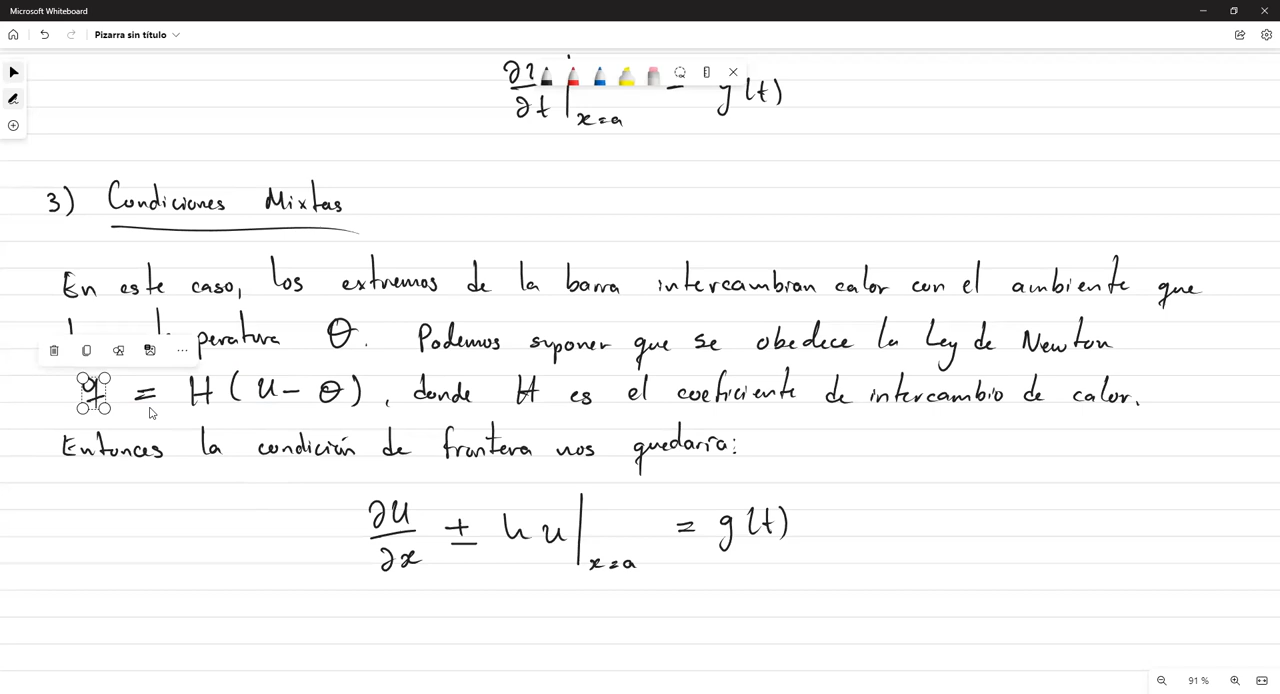 Microsoft Whiteboard
Pizarra sin título
∂t |x=a = g(t)
3) Condiciones Mixtas
En este caso, los extremos de la barra intercambian calor con el ambiente que
θ. Podemos suponer que se obedece la Ley de Newton
q = H(u-θ), donde H es el coeficiente de intercambio de calor.
Entonces la condición de frontera nos quedaría:
∂u/∂x ± hu|x=a = g(t)
91 %